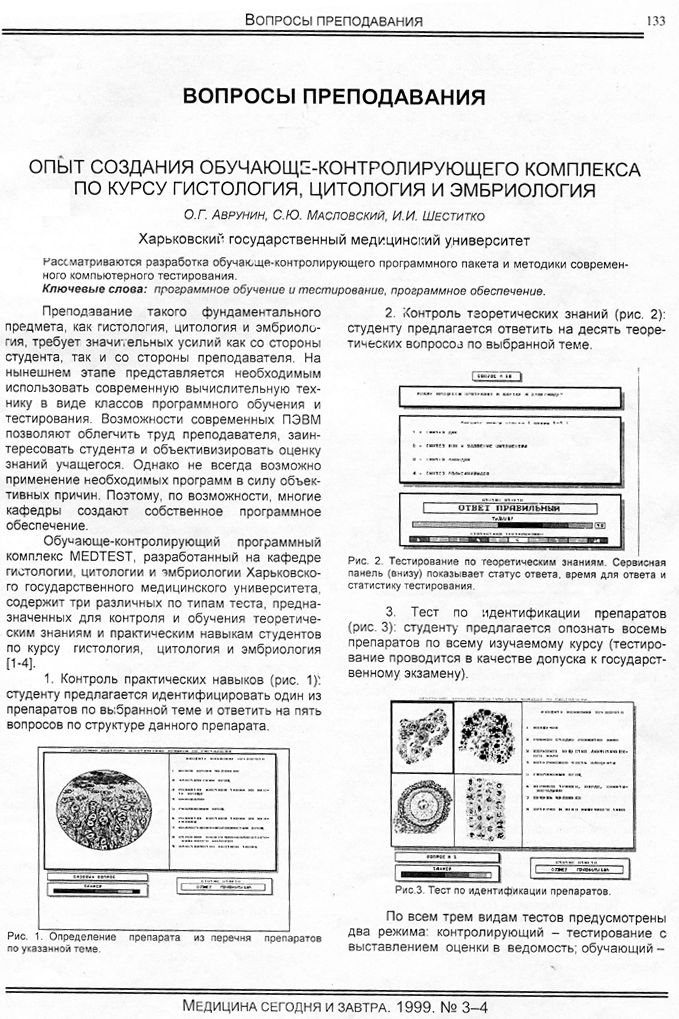 ВОПРОСЫ ПРЕПОДАВАНИЯ 133
ВОПРОСЫ ПРЕПОДАВАНИЯ
ОПЫТ СОЗДАНИЯ ОБУЧАЮЩЕ-КОНТРОЛИРУЮЩЕГО КОМПЛЕКСА
ПО КУРСУ ГИСТОЛОГИЯ, ЦИТОЛОГИЯ И ЭМБРИОЛОГИЯ
О.Г. АВРУНИН, С.Ю. МАСЛОВСКИЙ, И.И. ШЕСТИТКО
Харьковский государственный медицинский университет
Рассматриваются разработка обучающе-контролирующего программного пакета и методики современ-
ного компьютерного тестирования.
Ключевые слова: программное обучение и тестирование, программное обеспечение.
Преподавание такого фундаментального
предмета, как гистология, цитология и эмбриоло-
гия, требует значительных усилий как со стороны
студента, так и со стороны преподавателя. На
нынешнем этапе представляется необходимым
использовать современную вычислительную тех-
нику в виде классов программного обучения и
тестирования. Возможности современных ПЭВМ
позволяют облегчить труд преподавателя, заин-
тересовать студента и объективизировать оценку
знаний учащегося. Однако не всегда возможно
применение необходимых программ в силу объек-
тивных причин. Поэтому, по возможности, многие
кафедры создают собственное программное
обеспечение.
Обучающе-контролирующий программный
комплекс MEDTEST, разработанный на кафедре
гистологии, цитологии и эмбриологии Харьковско-
го государственного медицинского университета,
содержит три различных по типам теста, предна-
значенных для контроля и обучения теоретиче-
ским знаниям и практическим навыкам студентов
по курсу гистология, цитология и эмбриология
[1-4].
1. Контроль практических навыков (рис. 1):
студенту предлагается идентифицировать один из
препаратов по выбранной теме и ответить на пять
вопросов по структуре данного препарата.
ТАЙМЕР
Рис. 1. Определение препарата из перечня препаратов
по указанной теме.
2. Контроль теоретических знаний (рис. 2):
студенту предлагается ответить на десять теоре-
тических вопросов по выбранной теме.
ОТВЕТ ПРАВИЛЬНЫЙ
ТАЙМЕР
Рис. 2. Тестирование по теоретическим знаниям. Сервисная
панель (внизу) показывает статус ответа, время для ответа и
статистику тестирования.
3. Тест по идентификации препаратов
(рис. 3): студенту предлагается опознать восемь
препаратов по всему изучаемому курсу (тестиро-
вание проводится в качестве допуска к государст-
венному экзамену).
ВОПРОС # 1
ТАЙМЕР
Рис.3. Тест по идентификации препаратов.
По всем трем видам тестов предусмотрены
два режима: контролирующий – тестирование с
выставлением оценки в ведомость; обучающий –
МЕДИЦИНА СЕГОДНЯ И ЗАВТРА. 1999. № 3–4